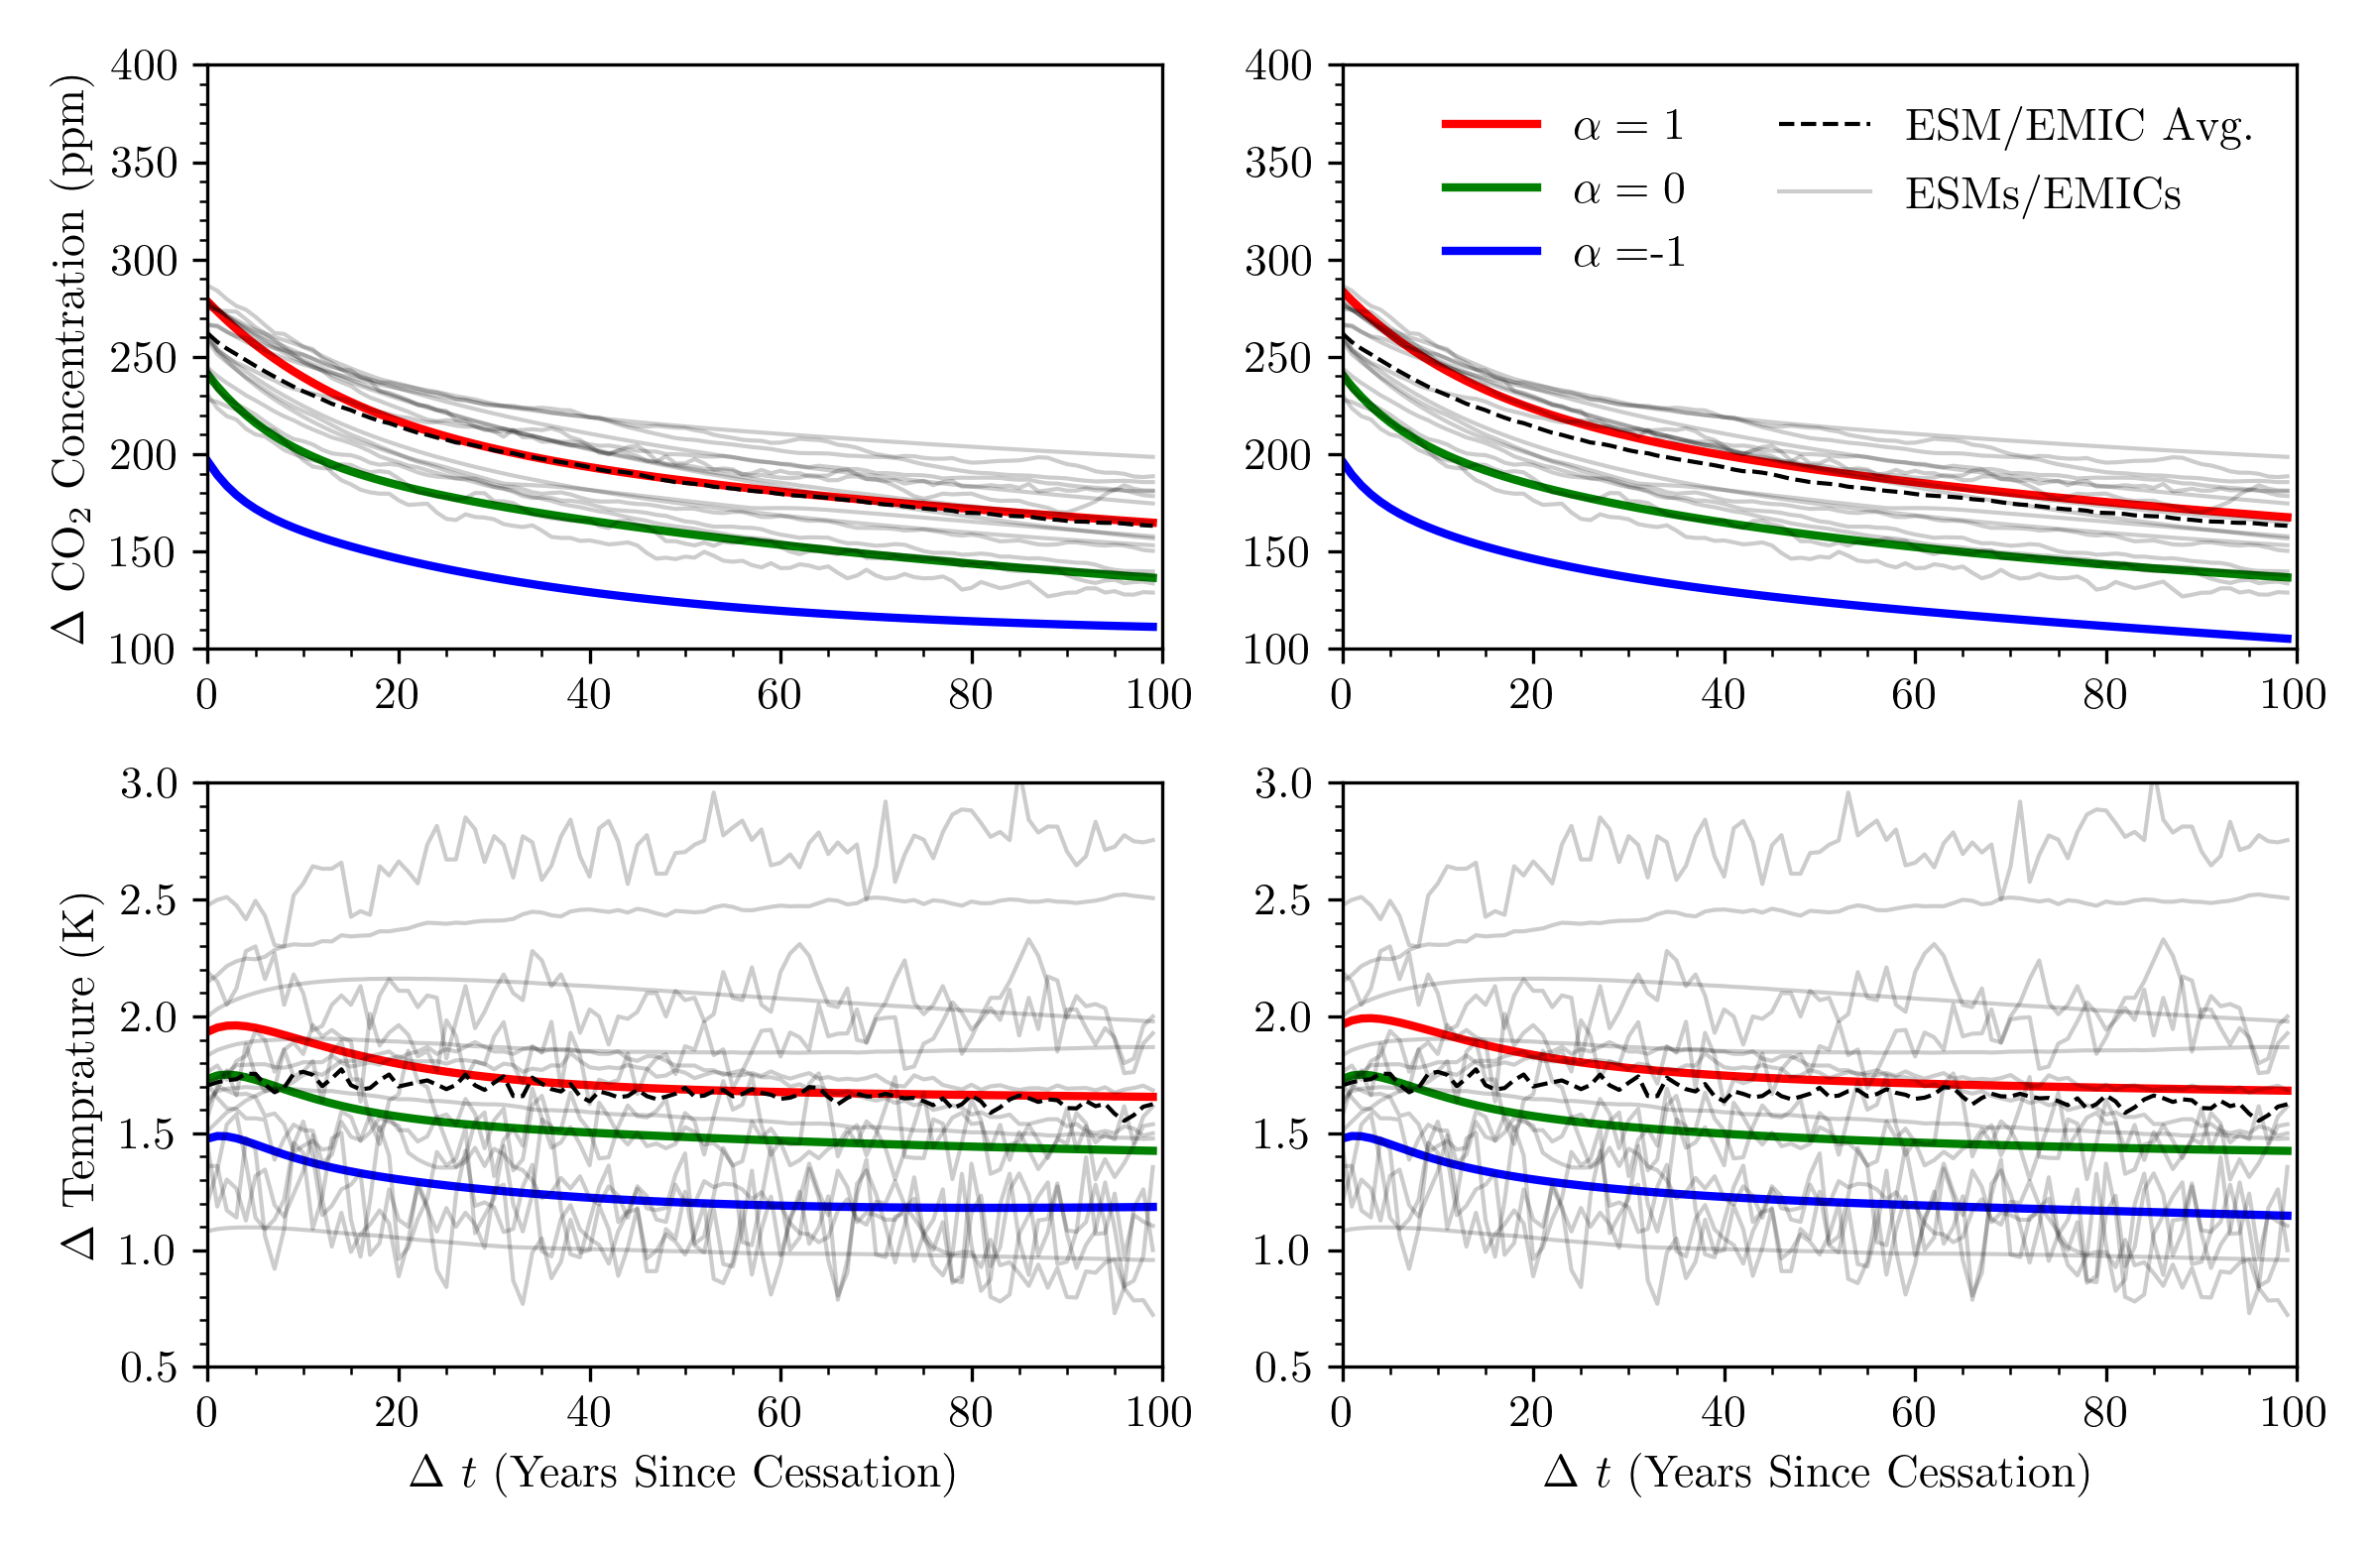 Δ CO₂ Concentration (ppm)
400
350
300
250
200
150
100
0 20 40 60 80 100
400
350
300
250
200
150
100
0 20 40 60 80 100
α = 1
α = 0
α =-1
ESM/EMIC Avg.
ESMs/EMICs
Δ Temprature (K)
3.0
2.5
2.0
1.5
1.0
0.5
0 20 40 60 80 100
Δ t (Years Since Cessation)
3.0
2.5
2.0
1.5
1.0
0.5
0 20 40 60 80 100
Δ t (Years Since Cessation)